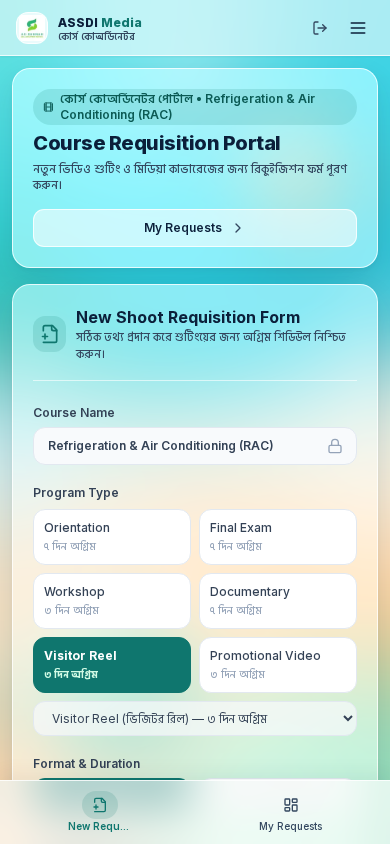 ASSDI Media
কোর্স কোঅর্ডিনেটর
কোর্স কোঅর্ডিনেটর পোর্টাল • Refrigeration & Air
Conditioning (RAC)
Course Requisition Portal
নতুন ভিডিও শুটিং ও মিডিয়া কাভারেজের জন্য রিকুইজিশন ফর্ম পূরণ
করুন।
My Requests
New Shoot Requisition Form
সঠিক তথ্য প্রদান করে শুটিংয়ের জন্য অগ্রিম শিডিউল নিশ্চিত
করুন।
Course Name
Refrigeration & Air Conditioning (RAC)
Program Type
Orientation
৭ দিন অগ্রিম
Final Exam
৭ দিন অগ্রিম
Workshop
৩ দিন অগ্রিম
Documentary
৭ দিন অগ্রিম
Visitor Reel
৩ দিন অগ্রিম
Promotional Video
৩ দিন অগ্রিম
Visitor Reel (ভিজিটর রিল) — ৩ দিন অগ্রিম
Format & Duration
New Requ...
My Requests